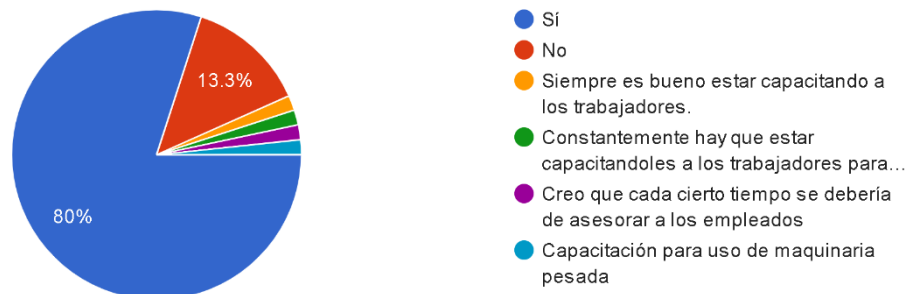 Sí
No
13.3%
Siempre es bueno estar capacitando a
los trabajadores.
Constantemente hay que estar
capacitandoles a los trabajadores para...
Creo que cada cierto tiempo se debería
de asesorar a los empleados
80%
Capacitación para uso de maquinaria
pesada